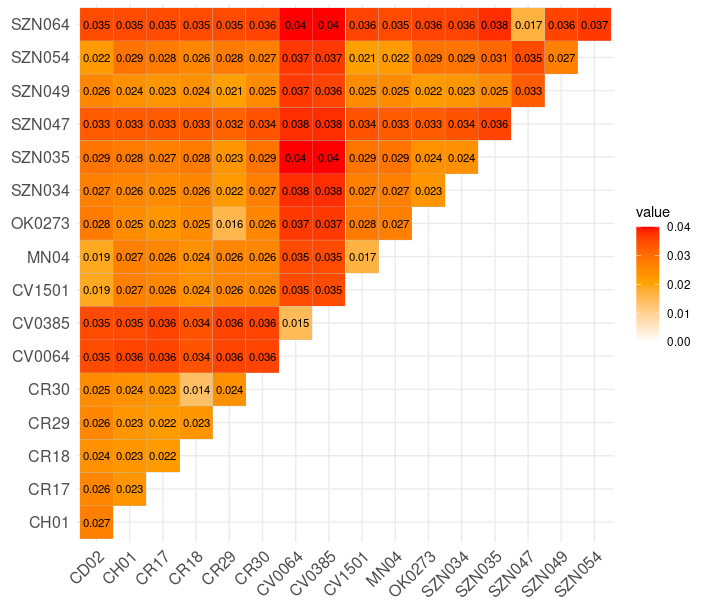 SZN064 0.035 0.035 0.035 0.035 0.035 0.036 0.04 0.04 0.036 0.035 0.036 0.036 0.038 0.017 0.036 0.037
SZN054 0.022 0.029 0.028 0.026 0.028 0.027 0.037 0.037 0.021 0.022 0.029 0.029 0.031 0.035 0.027
SZN049 0.026 0.024 0.023 0.024 0.021 0.025 0.037 0.036 0.025 0.025 0.022 0.023 0.025 0.033
SZN047 0.033 0.033 0.033 0.033 0.032 0.034 0.038 0.038 0.034 0.033 0.033 0.034 0.036
SZN035 0.029 0.028 0.027 0.028 0.023 0.029 0.04 0.04 0.029 0.029 0.024 0.024
SZN034 0.027 0.026 0.025 0.026 0.022 0.027 0.038 0.038 0.027 0.027 0.023
OK0273 0.028 0.025 0.023 0.025 0.016 0.026 0.037 0.037 0.028 0.027
MN04 0.019 0.027 0.026 0.024 0.026 0.026 0.035 0.035 0.017
CV1501 0.019 0.027 0.026 0.024 0.026 0.026 0.035 0.035
CV0385 0.035 0.035 0.036 0.034 0.036 0.036 0.015
CV0064 0.035 0.036 0.036 0.034 0.036 0.036
CR30 0.025 0.024 0.023 0.014 0.024
CR29 0.026 0.023 0.022 0.023
CR18 0.024 0.023 0.022
CR17 0.026 0.023
CH01 0.027
CD02 CH01 CR17 CR18 CR29 CR30 CV0064 CV0385 CV1501 MN04 OK0273 SZN034 SZN035 SZN047 SZN049 SZN054
value
0.04
0.03
0.02
0.01
0.00